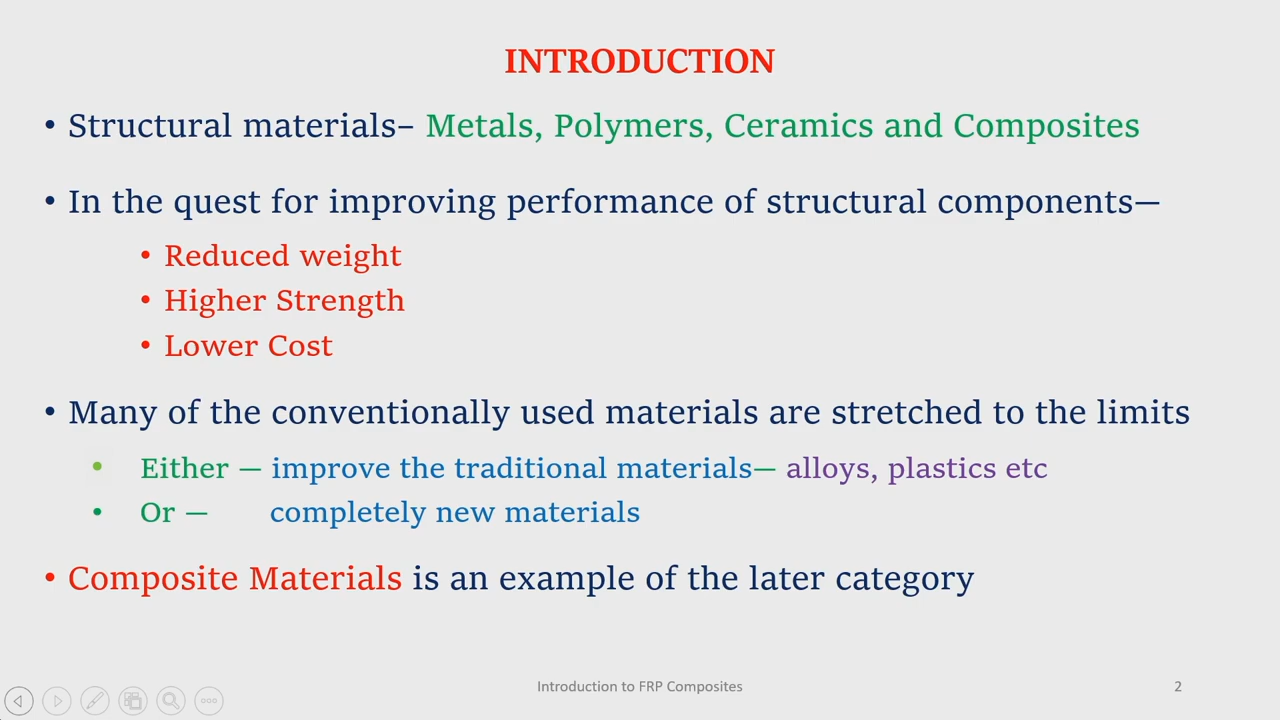 INTRODUCTION
• Structural materials– Metals, Polymers, Ceramics and Composites
• In the quest for improving performance of structural components—
• Reduced weight
• Higher Strength
• Lower Cost
• Many of the conventionally used materials are stretched to the limits
• Either — improve the traditional materials— alloys, plastics etc
• Or — completely new materials
• Composite Materials is an example of the later category
Introduction to FRP Composites
2